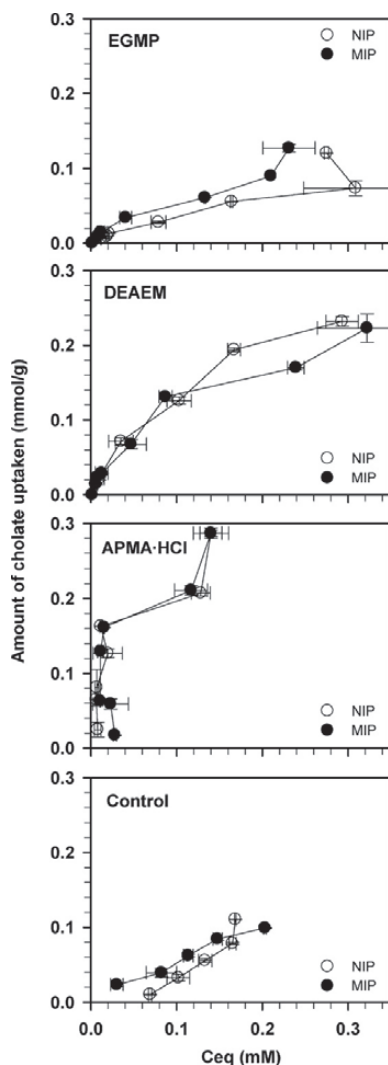 0.3
EGMP
NIP
MIP
0.2
0.1
0.0
0.3
DEAEM
0.2
0.1
NIP
MIP
0.0
0.3
APMA·HCl
0.2
0.1
NIP
MIP
0.0
0.3
Control
0.2
0.1
NIP
MIP
0.0
0.0 0.1 0.2 0.3
Ceq (mM)
Amount of cholate uptaken (mmol/g)